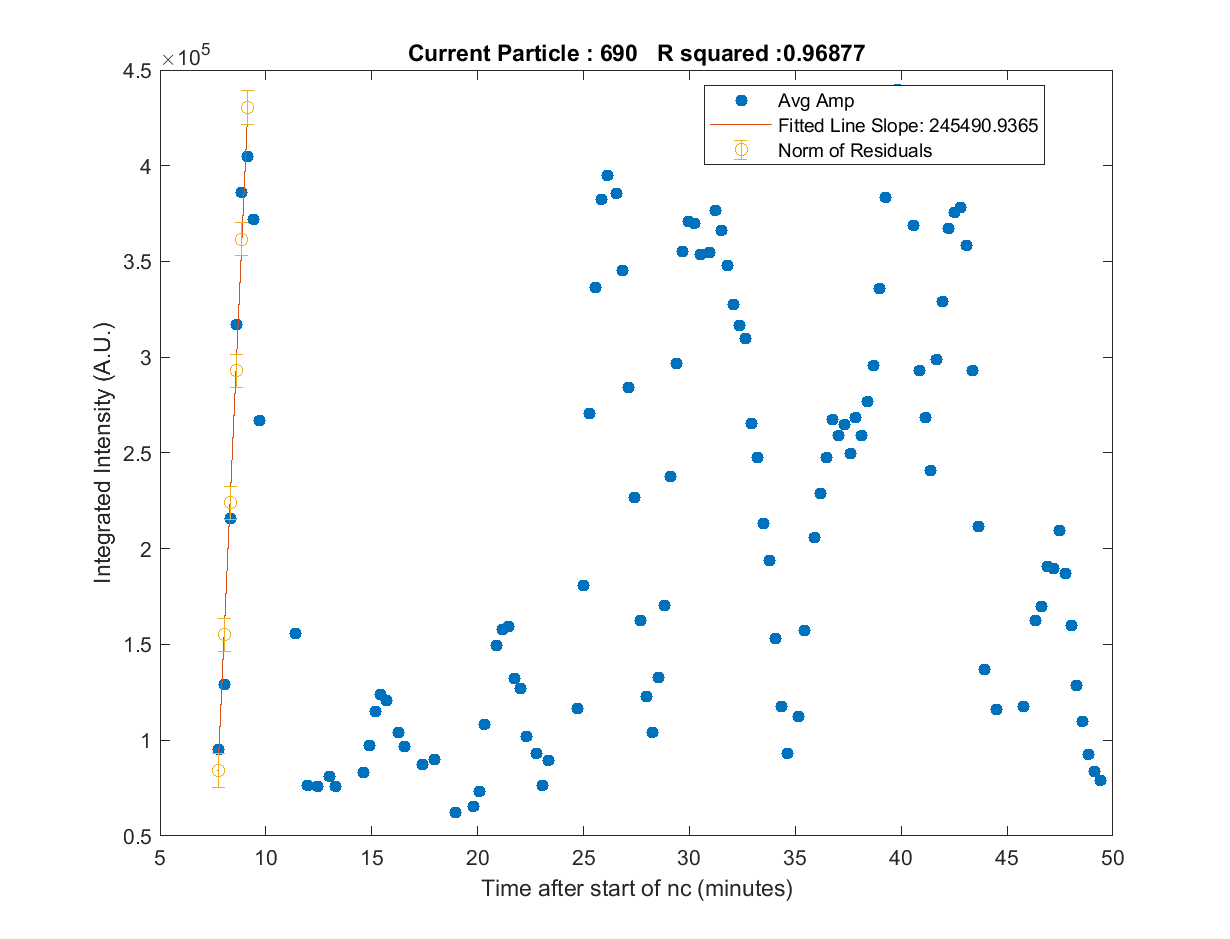 Current Particle : 690 R squared :0.96877
×10^5
4.5
4
3.5
3
2.5
2
1.5
1
0.5
Integrated Intensity (A.U.)
Avg Amp
Fitted Line Slope: 245490.9365
Norm of Residuals
5 10 15 20 25 30 35 40 45 50
Time after start of nc (minutes)